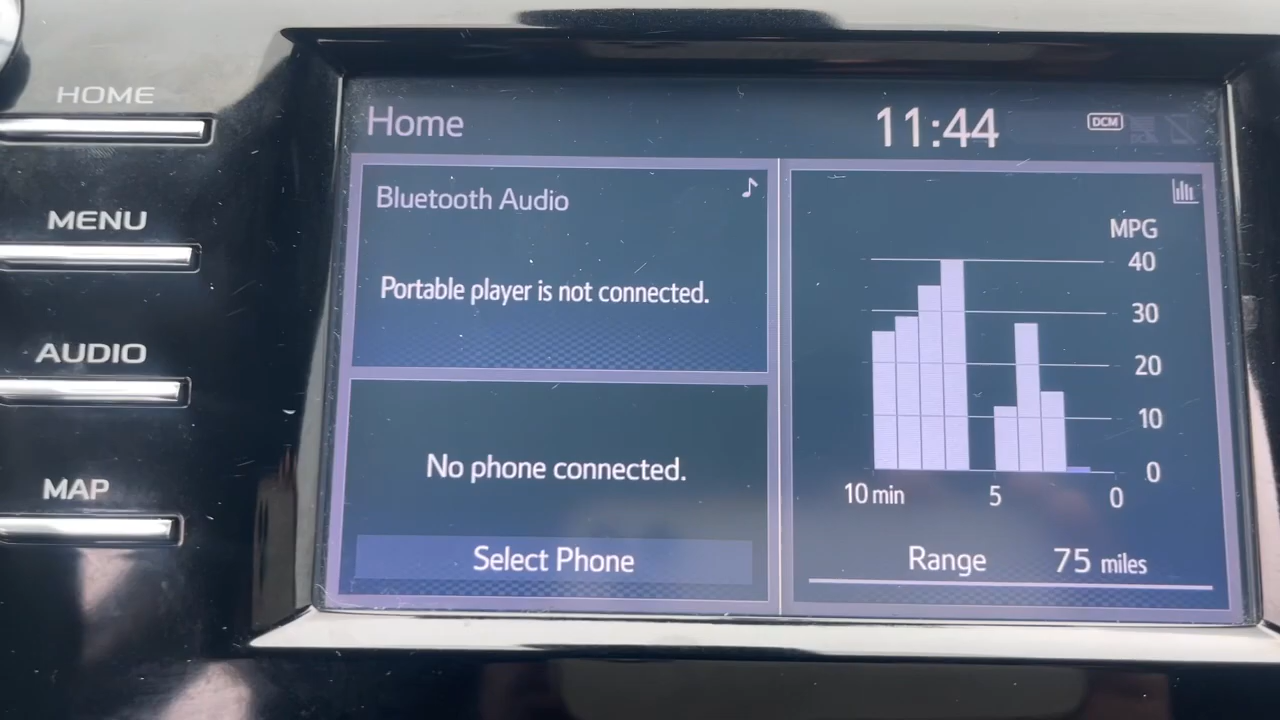 HOME
MENU
AUDIO
MAP
Home
11:44
DCM
Bluetooth Audio
Portable player is not connected.
No phone connected.
Select Phone
MPG
40
30
20
10
0
10 min 5 0
Range 75 miles